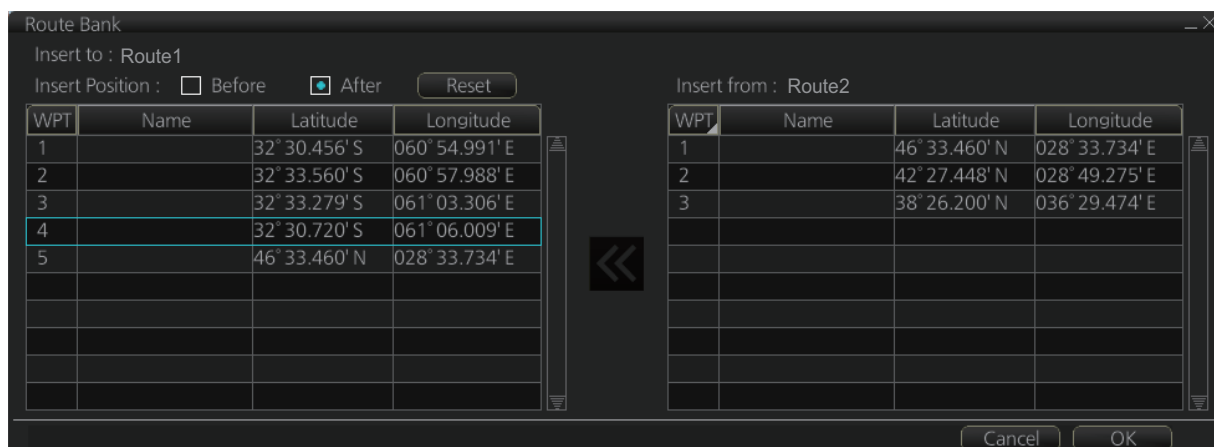 Route Bank
Insert to : Route1
Insert Position : Before After Reset Insert from : Route2
WPT Name Latitude Longitude WPT Name Latitude Longitude
1 32° 30.456' S 060° 54.991' E 1 46° 33.460' N 028° 33.734' E
2 32° 33.560' S 060° 57.988' E 2 42° 27.448' N 028° 49.275' E
3 32° 33.279' S 061° 03.306' E 3 38° 26.200' N 036° 29.474' E
4 32° 30.720' S 061° 06.009' E
5 46° 33.460' N 028° 33.734' E
Cancel OK